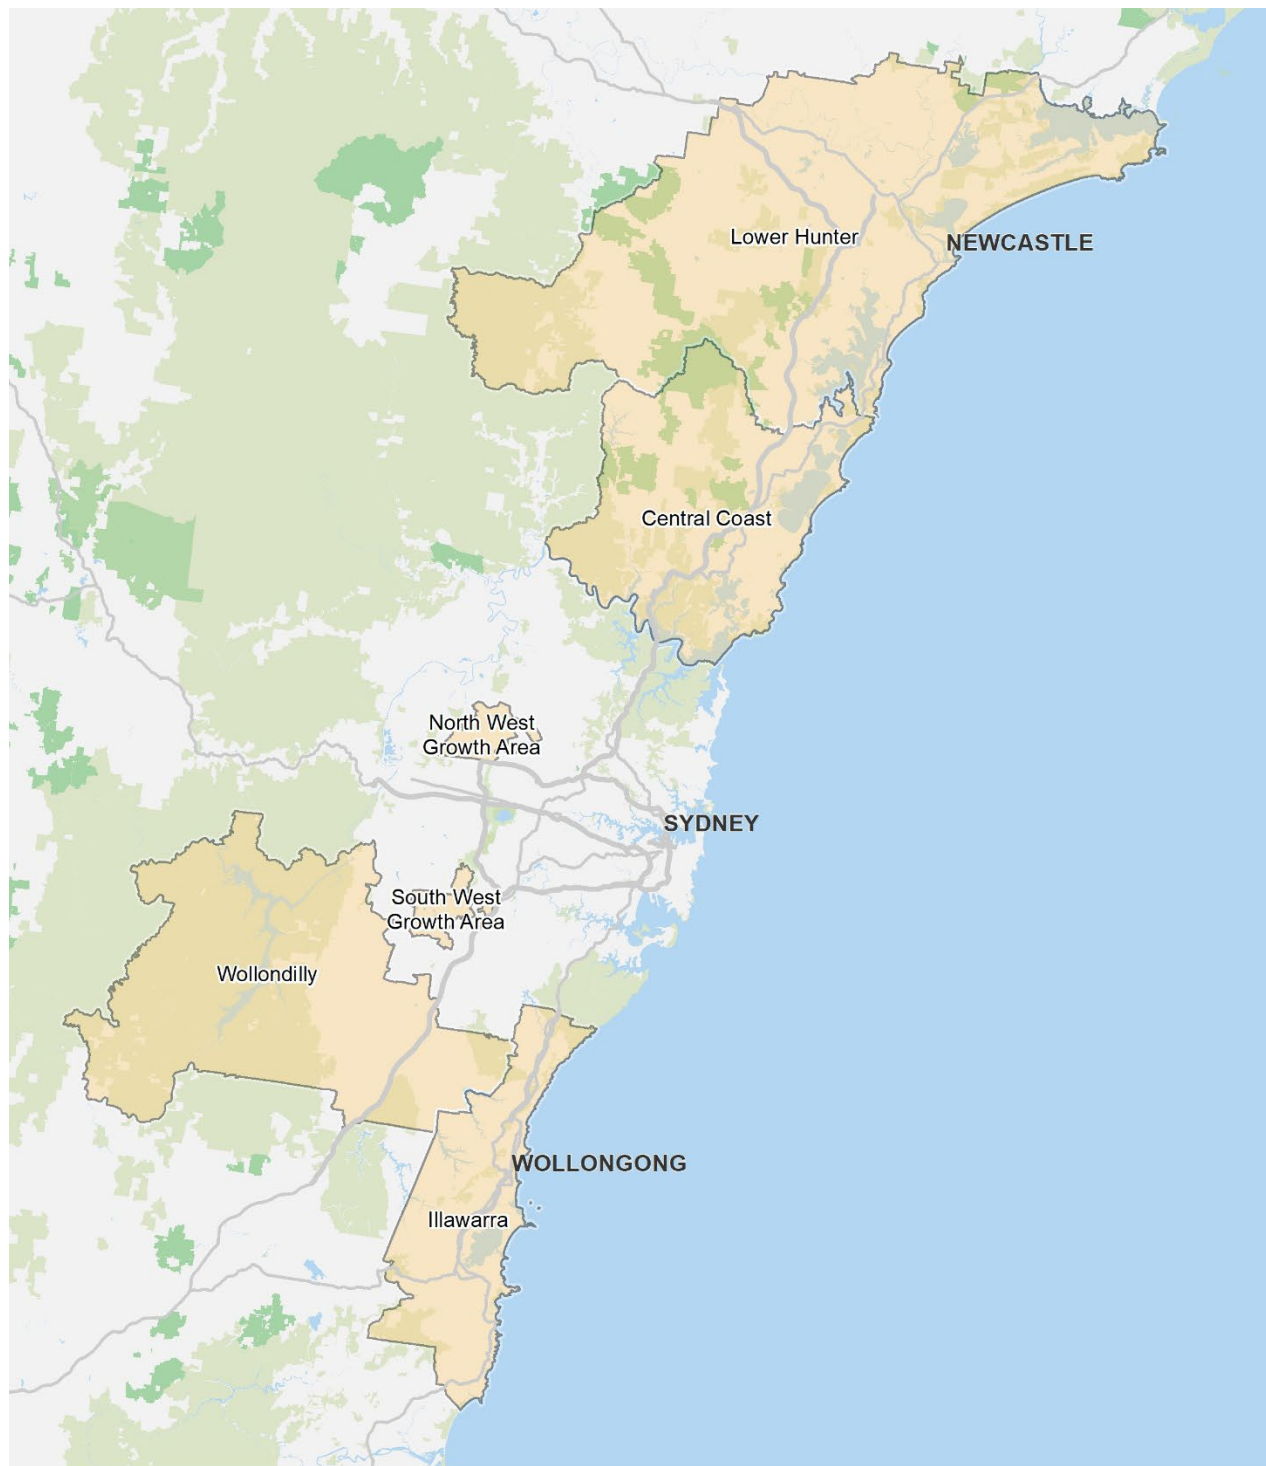 Lower Hunter
NEWCASTLE
Central Coast
North West
Growth Area
SYDNEY
South West
Growth Area
Wollondilly
WOLLONGONG
Illawarra